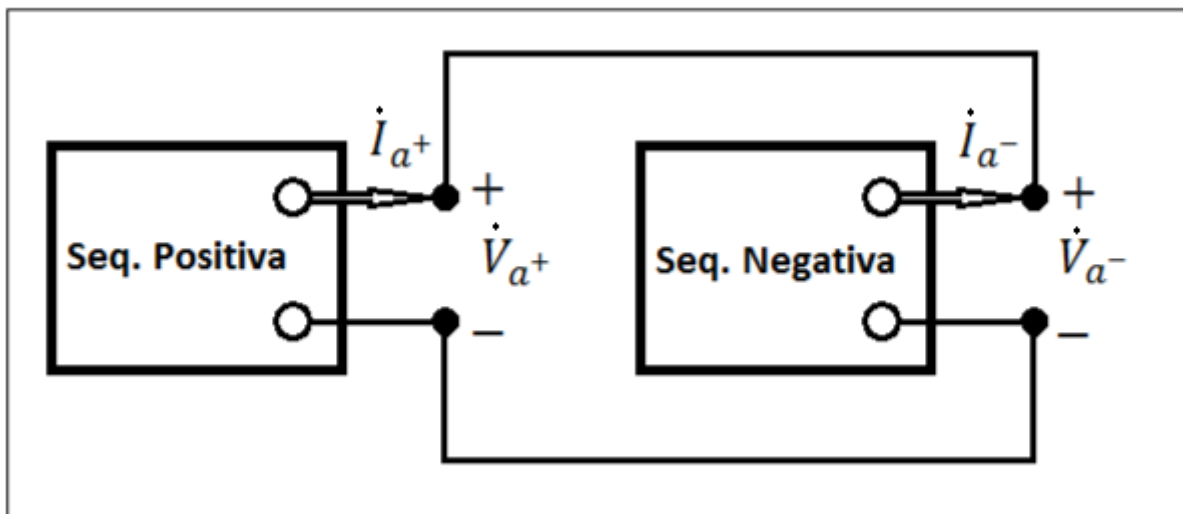 İₐ⁺ İₐ⁻
+ +
Seq. Positiva V̇ₐ⁺ Seq. Negativa V̇ₐ⁻
− −